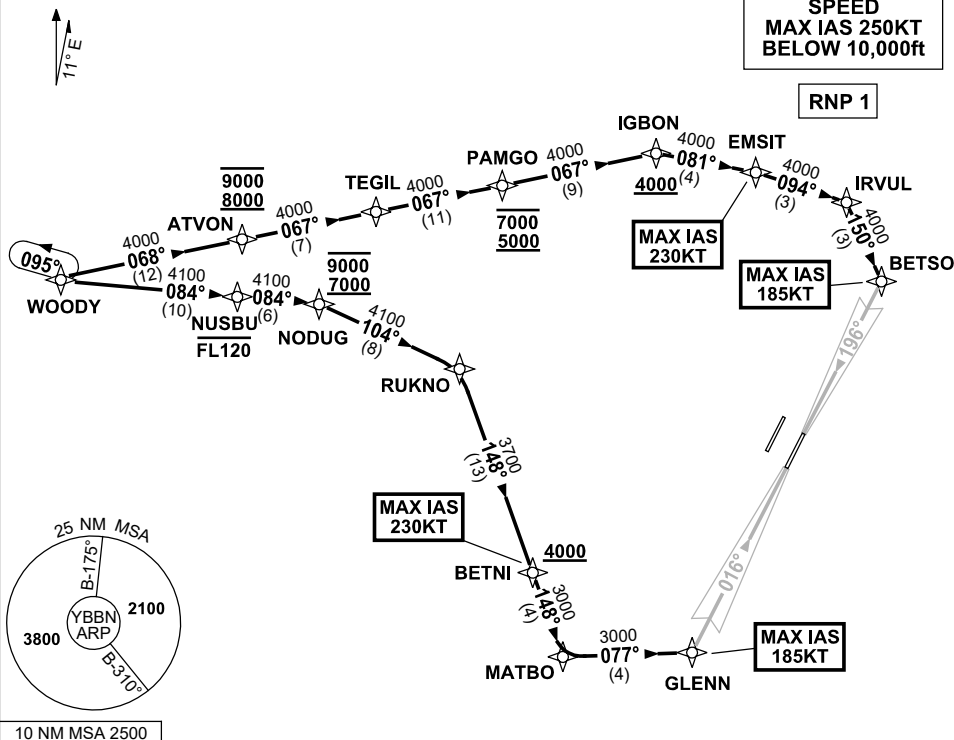 SPEED
MAX IAS 250KT
BELOW 10,000ft
RNP 1
11° E
IGBON
4000
081°
(4)
4000
EMSIT
4000
094°
(3)
IRVUL
MAX IAS
230KT
4000
150°
(3)
BETSO
MAX IAS
185KT
PAMGO
4000
067°
(9)
7000
5000
TEGIL
4000
067°
(11)
9000
8000
ATVON
4000
067°
(7)
095°
WOODY
4000
068°
(12)
4100
084°
(10)
NUSBU
FL120
4100
084°
(6)
9000
7000
NODUG
4100
104°
(8)
RUKNO
3700
148°
(13)
MAX IAS
230KT
BETNI
4000
3000
148°
(4)
MATBO
3000
077°
(4)
GLENN
MAX IAS
185KT
196°
016°
25 NM MSA
B-175°
YBBN
ARP
2100
3800
B-310°
10 NM MSA 2500